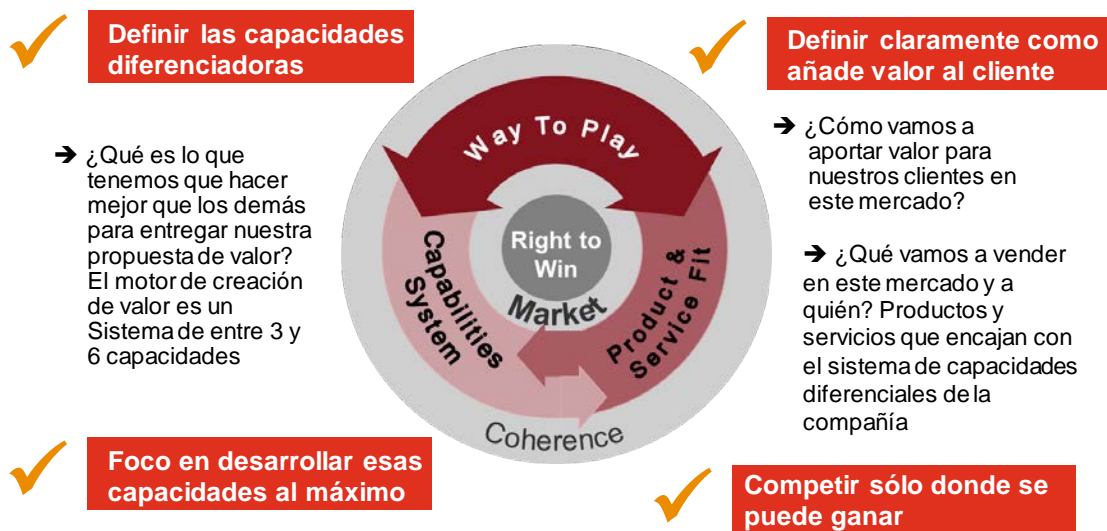 Definir las capacidades
diferenciadoras
➔ ¿Qué es lo que
tenemos que hacer
mejor que los demás
para entregar nuestra
propuesta de valor?
El motor de creación
de valor es un
Sistema de entre 3 y
6 capacidades
Foco en desarrollar esas
capacidades al máximo
Way To Play
Capabilities
System
Right to
Win
Market
Product &
Service Fit
Coherence
Definir claramente como
añade valor al cliente
➔ ¿Cómo vamos a
aportar valor para
nuestros clientes en
este mercado?
➔ ¿Qué vamos a vender
en este mercado y a
quién? Productos y
servicios que encajan con
el sistema de capacidades
diferenciales de la
compañía
Competir sólo donde se
puede ganar